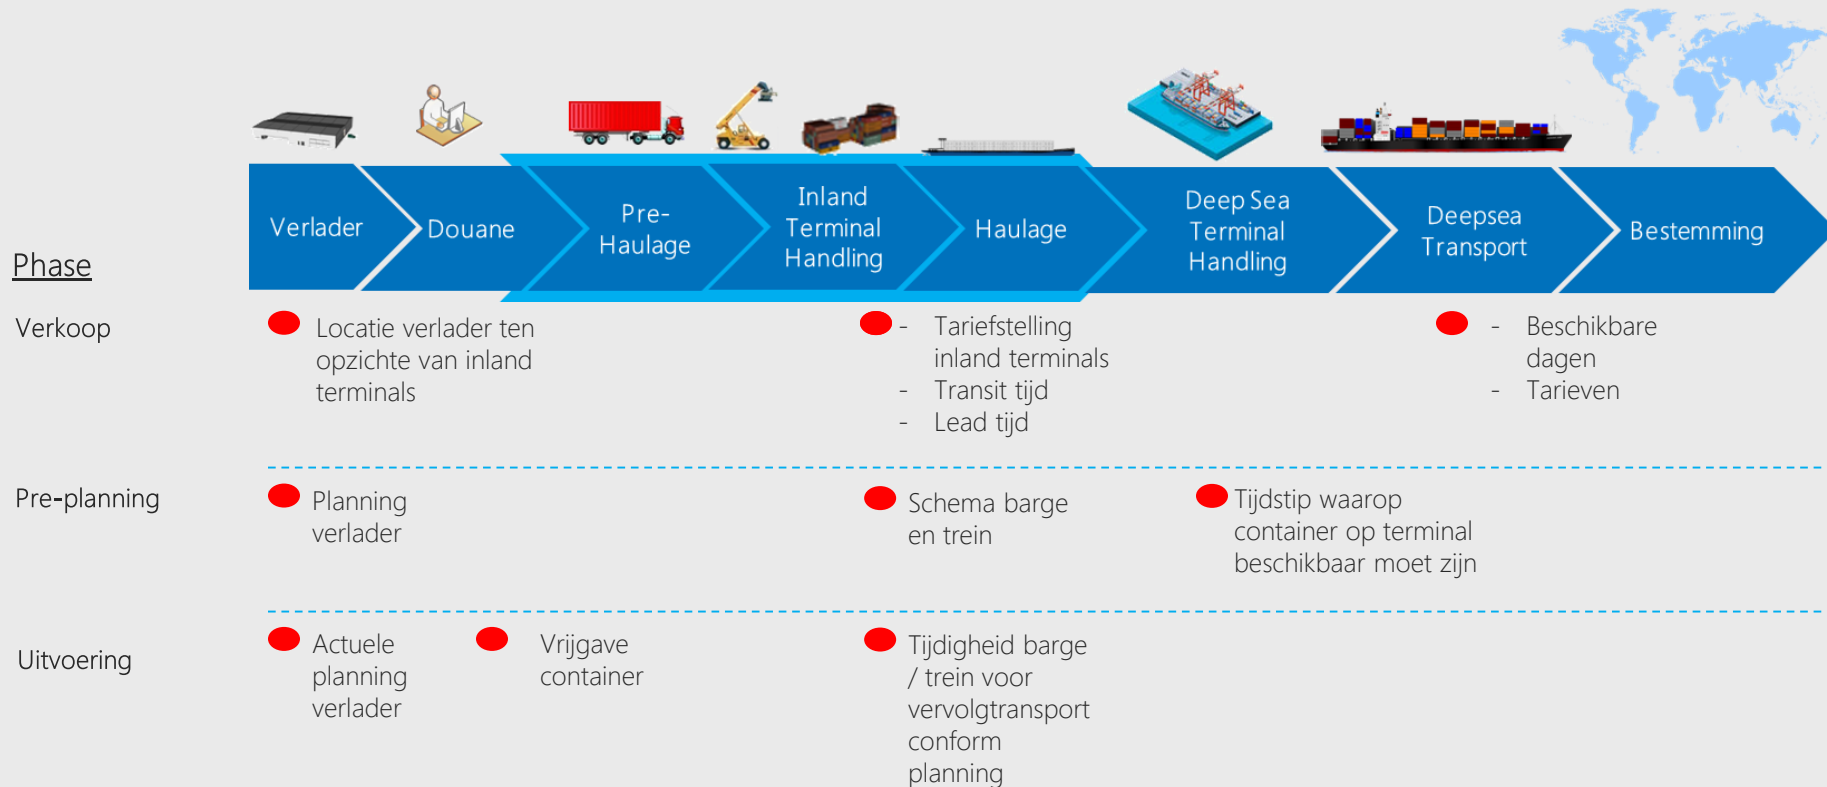 Verlader
Douane
Pre-
Haulage
Inland
Terminal
Handling
Haulage
Deep Sea
Terminal
Handling
Deepsea
Transport
Bestemming
Phase
Verkoop
Locatie verlader ten
opzichte van inland
terminals
- Tariefstelling
inland terminals
- Transit tijd
- Lead tijd
- Beschikbare
dagen
- Tarieven
Pre-planning
Planning
verlader
Schema barge
en trein
Tijdstip waarop
container op terminal
beschikbaar moet zijn
Uitvoering
Actuele
planning
verlader
Vrijgave
container
Tijdigheid barge
/ trein voor
vervolgtransport
conform
planning